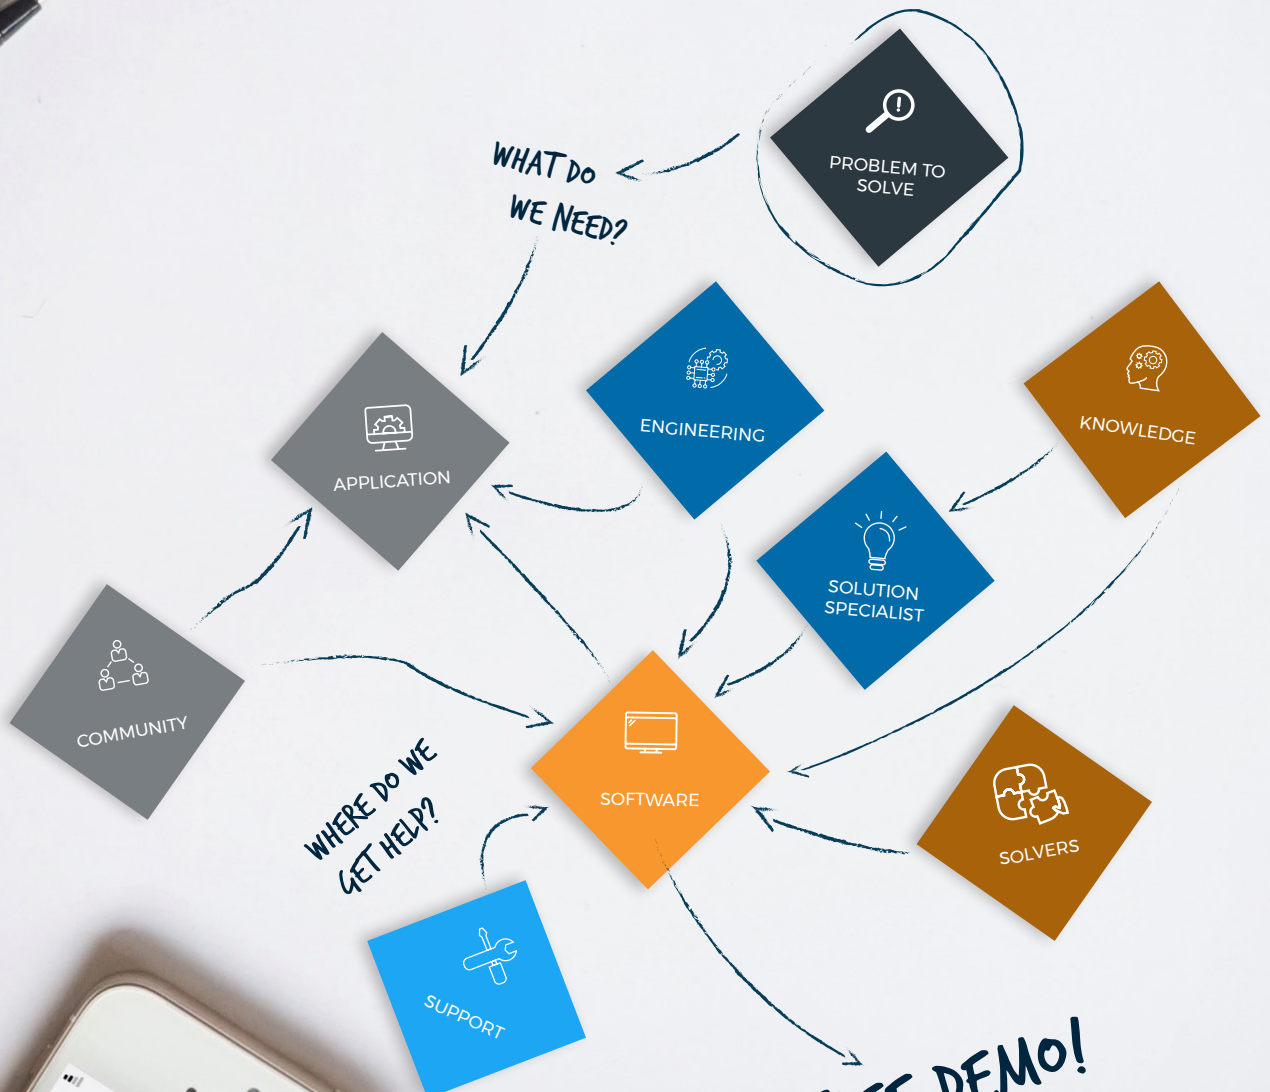 PROBLEM TO
SOLVE
WHAT DO
WE NEED?
ENGINEERING
KNOWLEDGE
APPLICATION
SOLUTION
SPECIALIST
COMMUNITY
SOFTWARE
WHERE DO WE
GET HELP?
SOLVERS
SUPPORT
DEMO!